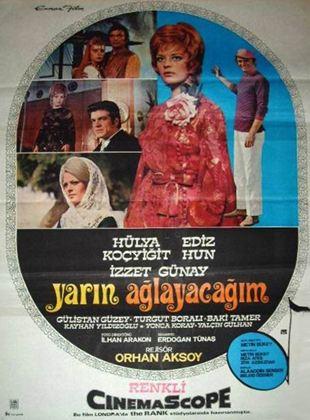 Erman Film
HÜLYA EDİZ
KOÇYİĞİT HUN
İZZET GÜNAY
yarın ağlayacağım
GÜLİSTAN GÜZEY - TURGUT BORALI - BAKİ TAMER
KAYHAN YILDIZOĞLU - YONCA KORAY - YALÇIN GÜLHAN
İLHAN ARAKON
ERDOĞAN TÜNAŞ
REJİSÖR
ORHAN AKSOY
RENKLİ
CINEMASCOPE
Bu film LONDRA'da the RANK stüdyolarında hazırlanmıştır.